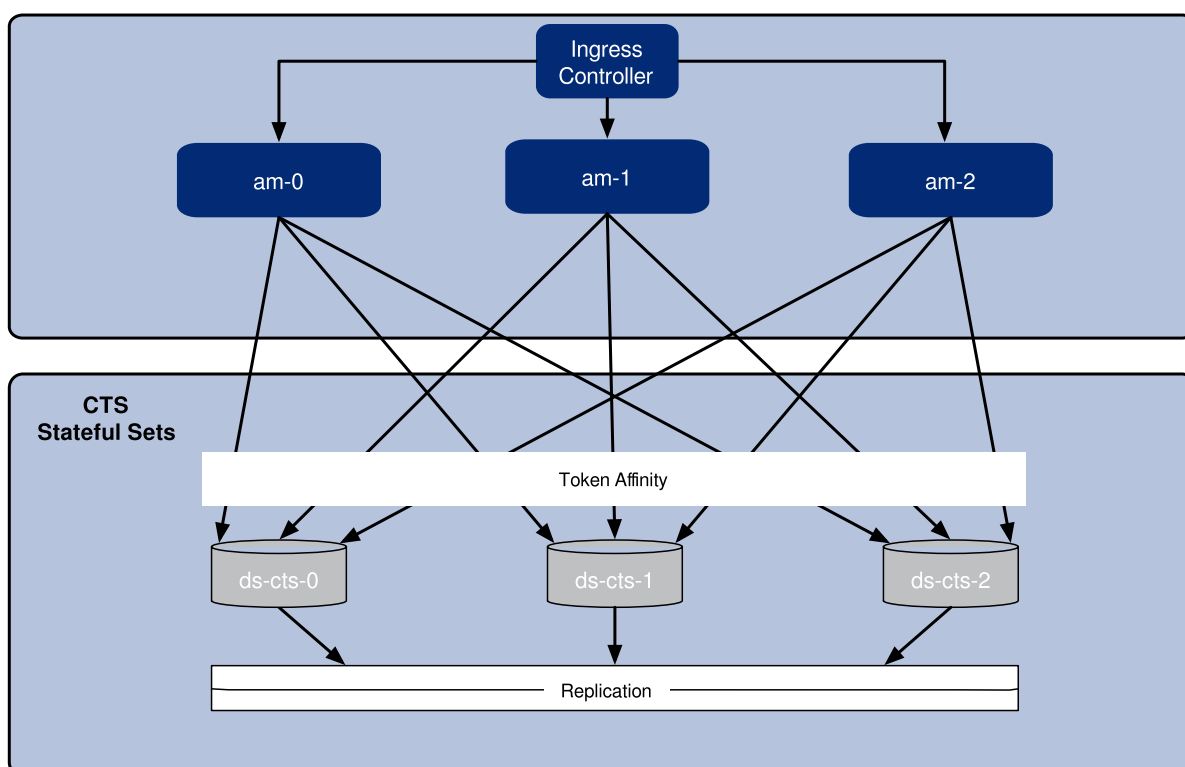 Ingress
Controller
am-0
am-1
am-2
CTS
Stateful Sets
Token Affinity
ds-cts-0
ds-cts-1
ds-cts-2
Replication